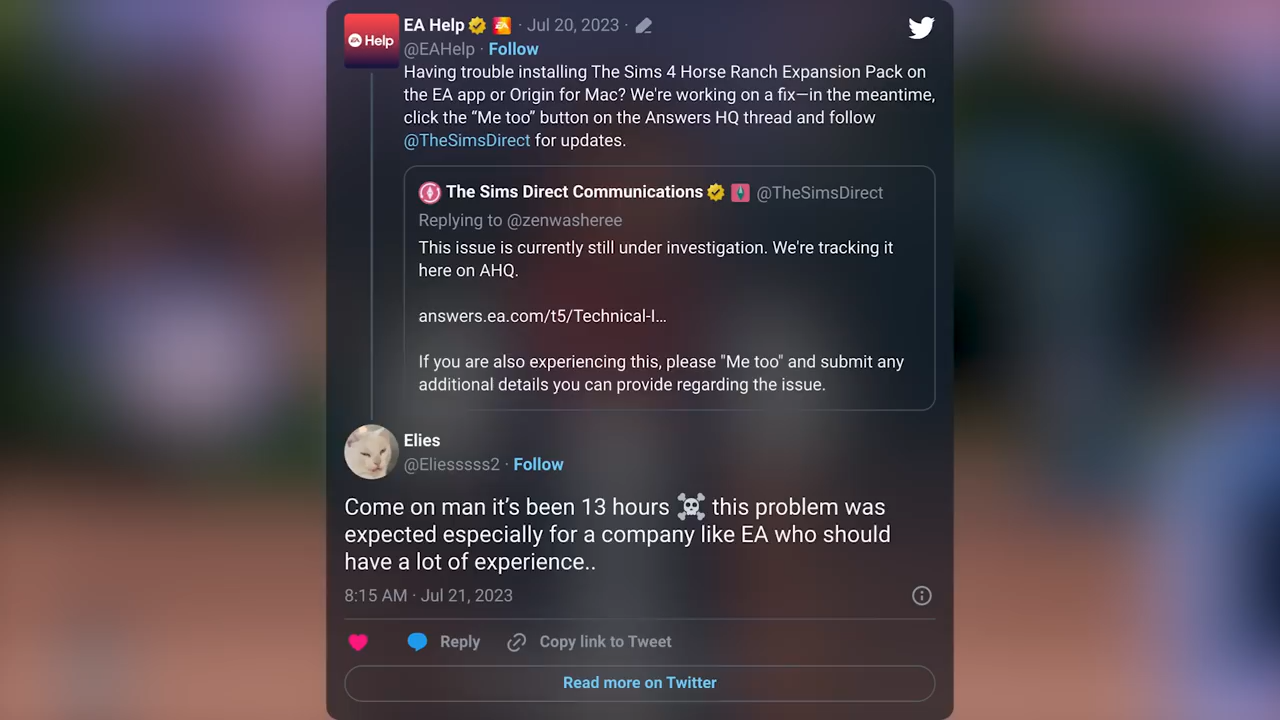 Help
EA Help · Jul 20, 2023 ·
@EAHelp · Follow
Having trouble installing The Sims 4 Horse Ranch Expansion Pack on
the EA app or Origin for Mac? We're working on a fix—in the meantime,
click the “Me too” button on the Answers HQ thread and follow
@TheSimsDirect for updates.
The Sims Direct Communications @TheSimsDirect
Replying to @zenwasheree
This issue is currently still under investigation. We're tracking it
here on AHQ.
answers.ea.com/t5/Technical-I…
If you are also experiencing this, please "Me too" and submit any
additional details you can provide regarding the issue.
Elies
@Eliesssss2 · Follow
Come on man it’s been 13 hours ☠️ this problem was
expected especially for a company like EA who should
have a lot of experience..
8:15 AM · Jul 21, 2023
Reply Copy link to Tweet
Read more on Twitter